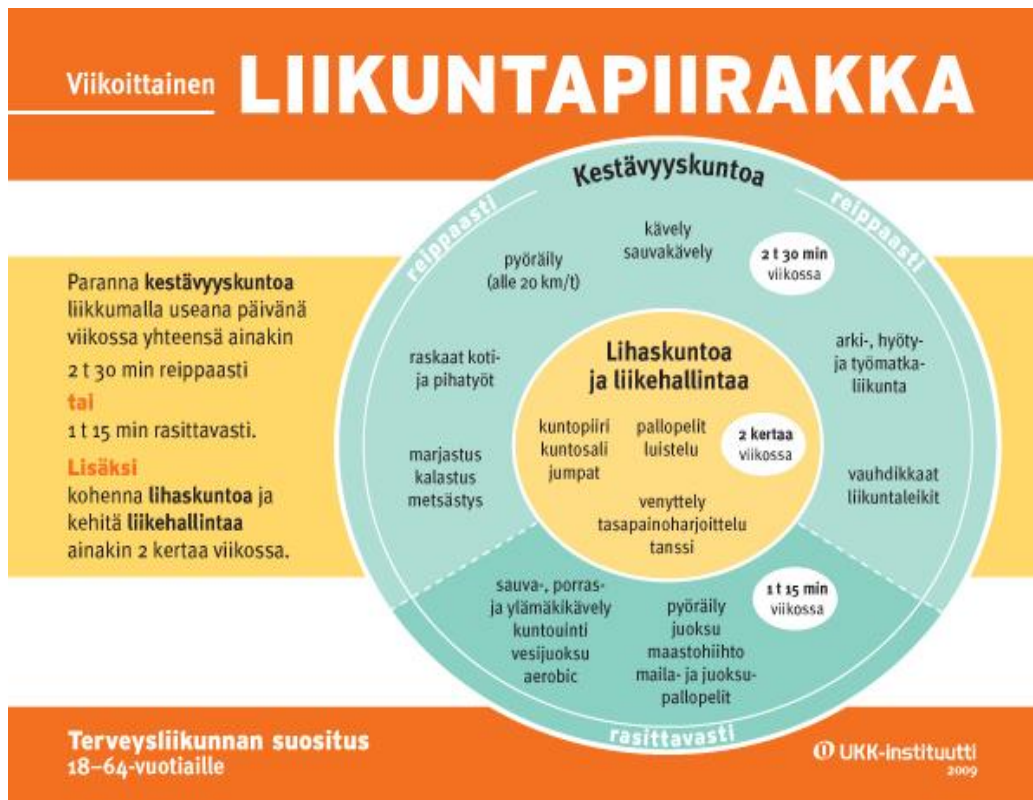 Viikoittainen LIIKUNTAPIIRAKKA
Paranna kestävyyskuntoa
liikkumalla useana päivänä
viikossa yhteensä ainakin
2 t 30 min reippaasti
tai
1 t 15 min rasittavasti.
Lisäksi
kohenna lihaskuntoa ja
kehitä liikehallintaa
ainakin 2 kertaa viikossa.
Kestävyyskuntoa
reippaasti
reippaasti
kävely
sauvakävely
2 t 30 min
viikossa
pyöräily
(alle 20 km/t)
raskaat koti-
ja pihatyöt
arki-, hyöty-
ja työmatka-
liikunta
marjastus
kalastus
metsästys
vauhdikkaat
liikuntaleikit
Lihaskuntoa
ja liikehallintaa
kuntopiiri
kuntosali
jumpat
pallopelit
luistelu
2 kertaa
viikossa
venyttely
tasapainoharjoittelu
tanssi
sauva-, porras-
ja ylämäkikävely
kuntouinti
vesijuoksu
aerobic
pyöräily
juoksu
maastohiihto
maila- ja juoksu-
pallopelit
1 t 15 min
viikossa
rasittavasti
Terveysliikunnan suositus
18–64-vuotiaille
UKK-instituutti
2009